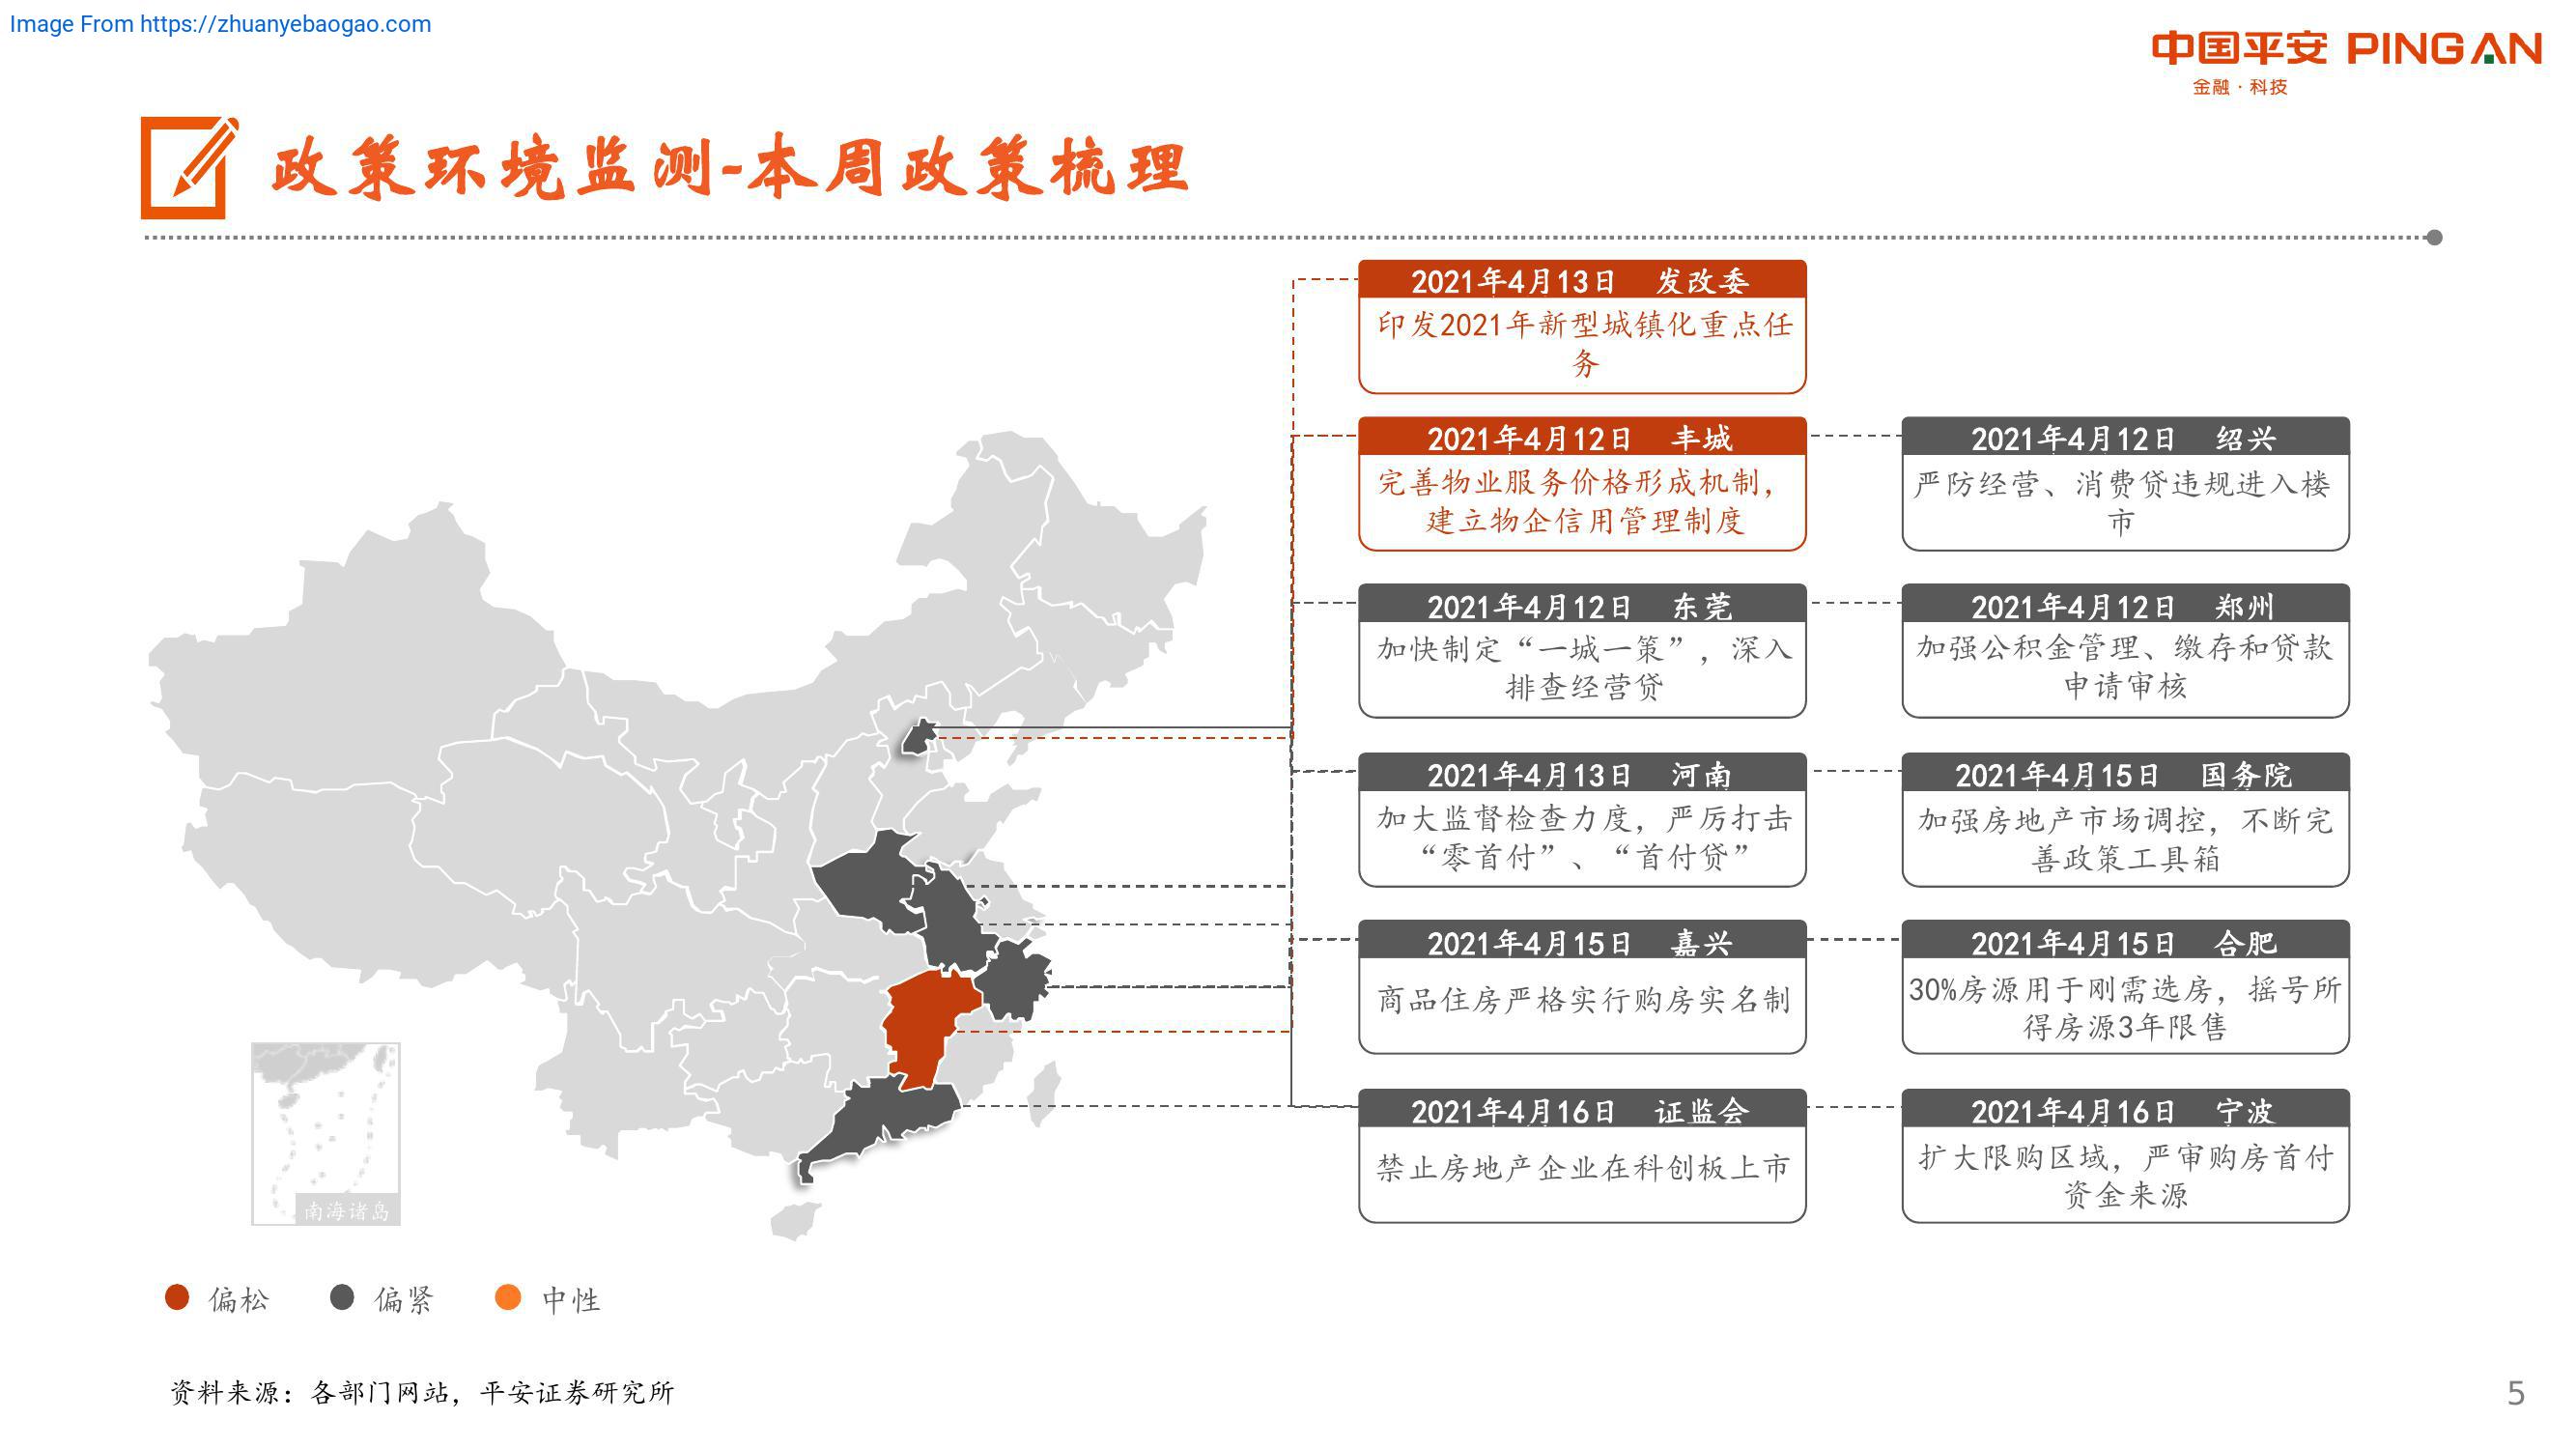 Image From https://zhuanyebaogao.com
中国平安 PINGAN
金融·科技
政策环境监测-本周政策梳理
2021年4月13日 发改委
印发2021年新型城镇化重点任
务
2021年4月12日 丰城
完善物业服务价格形成机制，
建立物企信用管理制度
2021年4月12日 绍兴
严防经营、消费贷违规进入楼
市
2021年4月12日 东莞
加快制定“一城一策”，深入
排查经营贷
2021年4月12日 郑州
加强公积金管理、缴存和贷款
申请审核
2021年4月13日 河南
加大监督检查力度，严厉打击
“零首付”、“首付贷”
2021年4月15日 国务院
加强房地产市场调控，不断完
善政策工具箱
2021年4月15日 嘉兴
商品住房严格实行购房实名制
2021年4月15日 合肥
30%房源用于刚需选房，摇号所
得房源3年限售
2021年4月16日 证监会
禁止房地产企业在科创板上市
2021年4月16日 宁波
扩大限购区域，严审购房首付
资金来源
南海诸岛
偏松 偏紧 中性
资料来源：各部门网站，平安证券研究所
5